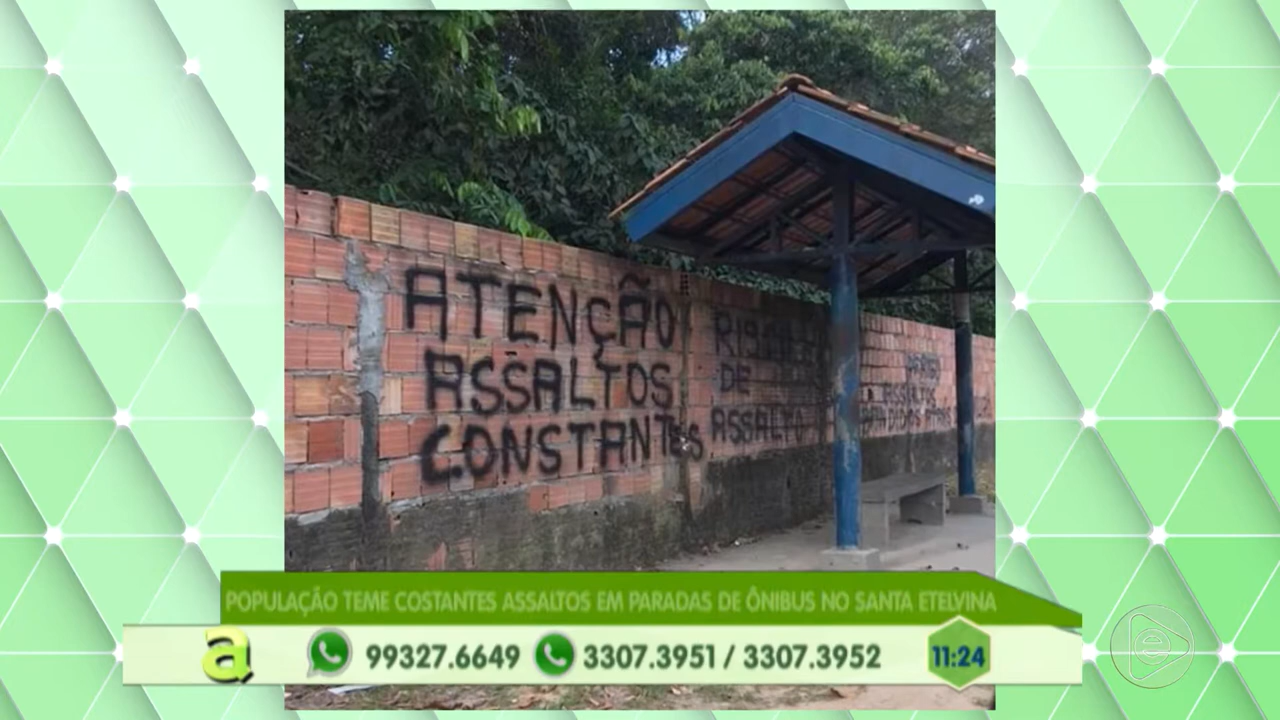 ATENÇÃO
ASSALTOS
CONSTANTES
DE
ASSALTO
ASSALTOS
POPULAÇÃO TEME COSTANTES ASSALTOS EM PARADAS DE ÔNIBUS NO SANTA ETELVINA
a 99327.6649 3307.3951 / 3307.3952 11:24
e